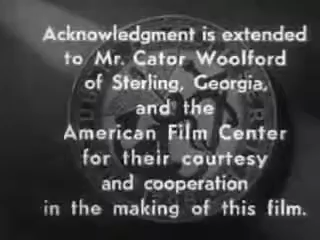 Acknowledgment is extended
to Mr. Cator Woolford
of Sterling, Georgia,
and the
American Film Center
for their courtesy
and cooperation
in the making of this film.